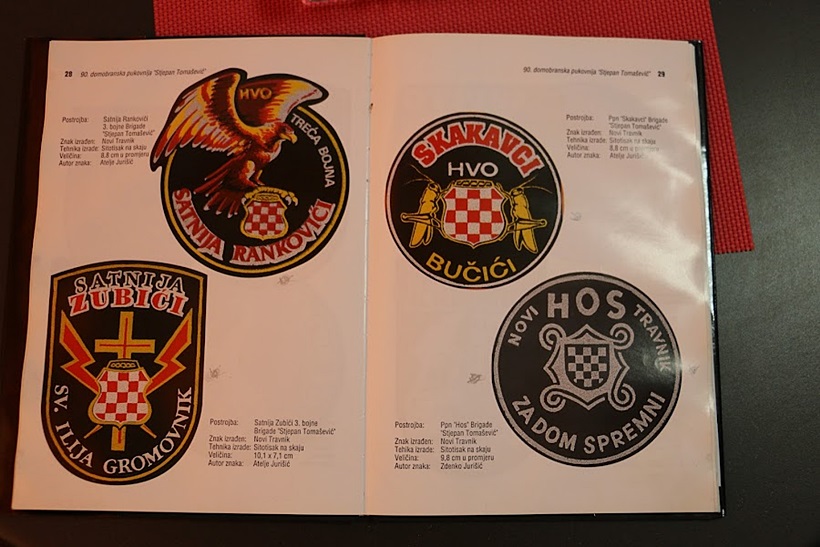 28 90. domobranska pukovnija "Stjepan Tomašević"
Postrojba: Satnija Rankovići
3. bojne Brigade
"Stjepan Tomašević"
Znak izrađen: Novi Travnik
Tehnika izrade: Sitotisak na skaju
Veličina: 8,8 cm u promjeru
Autor znaka: Atelje Jurišić
HVO
TREĆA BOJNA
SATNIJA RANKOVIĆI
SATNIJA
ZUBIĆI
SV. ILIJA GROMOVNIK
Postrojba: Satnija Zubići 3. bojne
Brigade "Stjepan Tomašević"
Znak izrađen: Novi Travnik
Tehnika izrade: Sitotisak na skaju
Veličina: 10,1 x 7,1 cm
Autor znaka: Atelje Jurišić
90. domobranska pukovnija "Stjepan Tomašević" 29
SKAKAVCI
HVO
BUČIĆI
Postrojba: Ppn "Skakavci" Brigade
"Stjepan Tomašević"
Znak izrađen: Novi Travnik
Tehnika izrade: Sitotisak na skaju
Veličina: 8,8 cm u promjeru
Autor znaka: Atelje Jurišić
NOVI HOS TRAVNIK
ZA DOM SPREMNI
Postrojba: Ppn "Hos" Brigade
"Stjepan Tomašević"
Znak izrađen: Novi Travnik
Tehnika izrade: Sitotisak na skaju
Veličina: 9,8 cm u promjeru
Autor znaka: Zdenko Jurišić